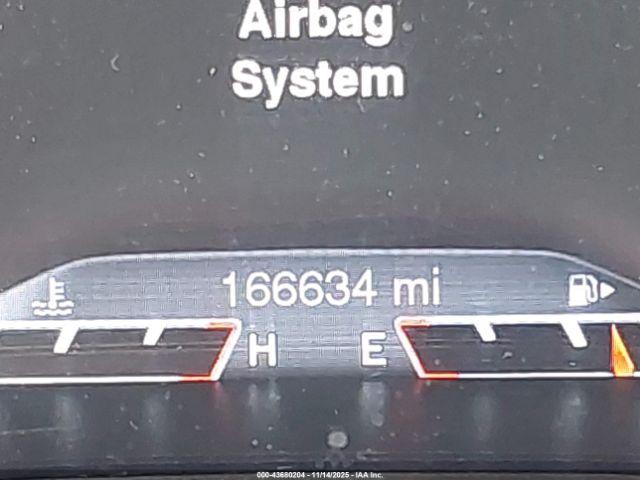 Airbag
System
166634 mi
H E
000-43680204 - 11/14/2025 - IAA Inc.